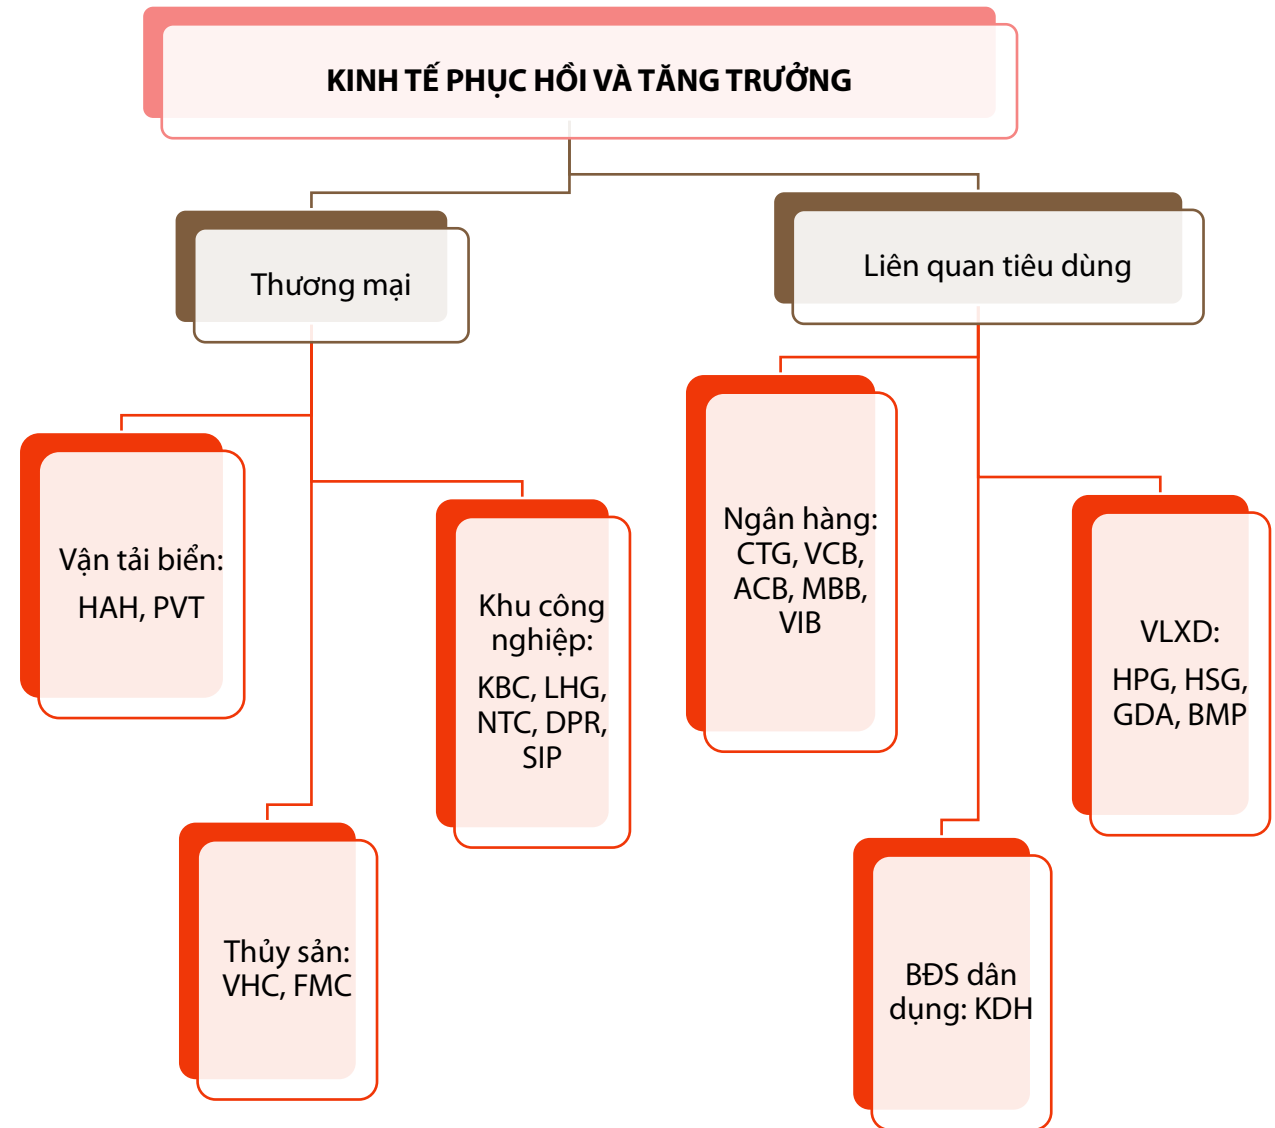 KINH TẾ PHỤC HỒI VÀ TĂNG TRƯỞNG
Thương mại
Liên quan tiêu dùng
Vận tải biển:
HAH, PVT
Khu công
nghiệp:
KBC, LHG,
NTC, DPR,
SIP
Thủy sản:
VHC, FMC
Ngân hàng:
CTG, VCB,
ACB, MBB,
VIB
VLXD:
HPG, HSG,
GDA, BMP
BĐS dân
dụng: KDH